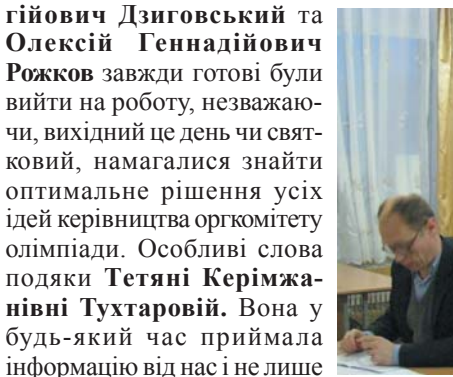 гійович Дзиговський та
Олексій Геннадійович
Рожков завжди готові були
вийти на роботу, незважаю-
чи, вихідний це день чи свят-
ковий, намагалися знайти
оптимальне рішення усіх
ідей керівництва оргкомітету
олімпіади. Особливі слова
подяки Тетяні Керімжа-
нівні Тухтаровій. Вона у
будь-який час приймала
інформацію від нас і не лише